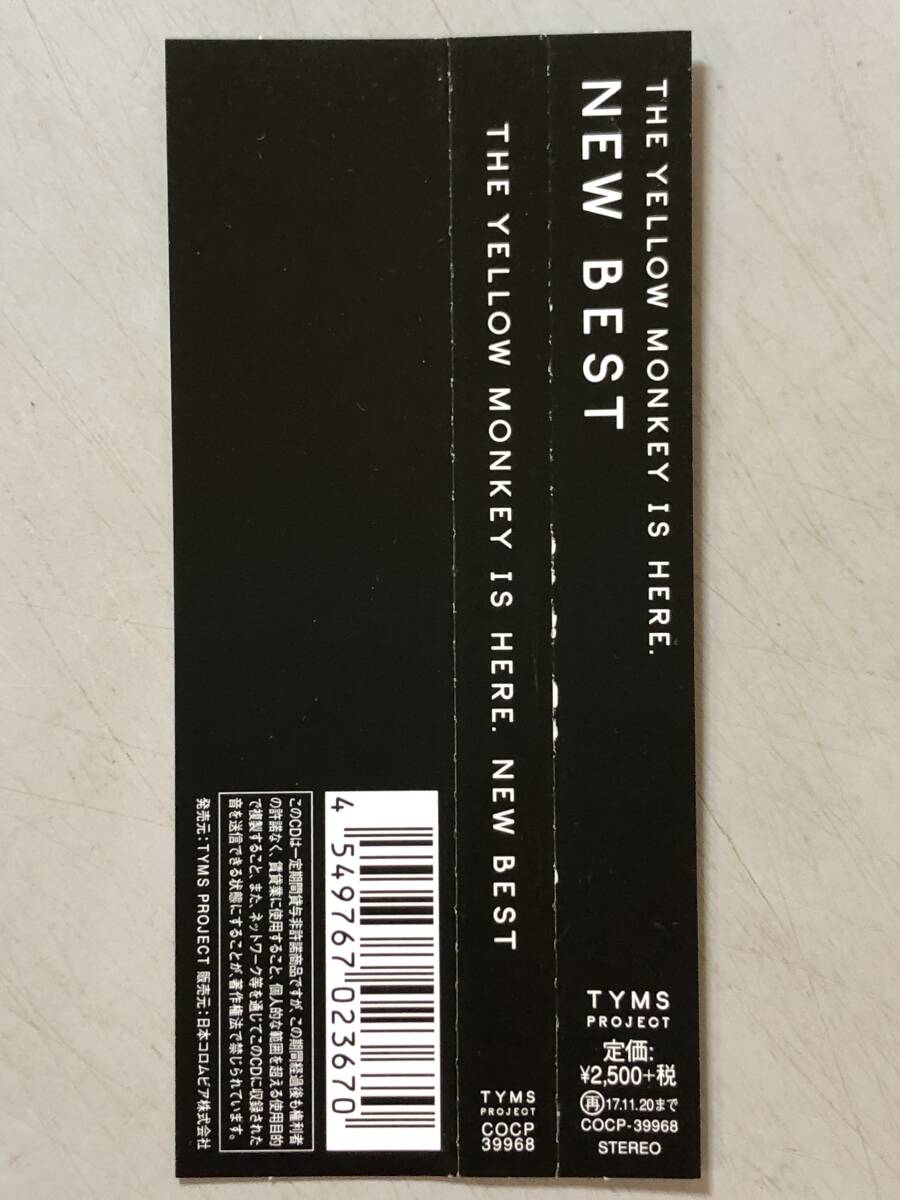 THE YELLOW MONKEY IS HERE.
NEW BEST
TYMS
PROJECT
定価:
¥2,500+税
再17.11.20まで
COCP-39968
STEREO
THE YELLOW MONKEY IS HERE. NEW BEST
TYMS
PROJECT
COCP
39968
4 549767 023670
このCDは一定期間貸与非許諾商品ですが、この期間経過後も権利者
の許諾なく、賃貸業に使用すること、個人的な範囲を超える使用目的
で複製すること、また、ネットワーク等を通じてこのCDに収録された
音を送信できる状態にすることが、著作権法で禁じられています。
発売元:TYMS PROJECT 販売元:日本コロムビア株式会社